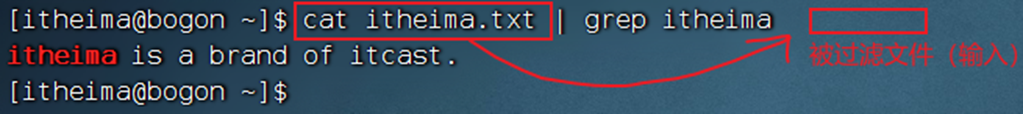 [itheima@bogon ~]$ cat itheima.txt | grep itheima
itheima is a brand of itcast.
被过滤文件（输入）
[itheima@bogon ~]$